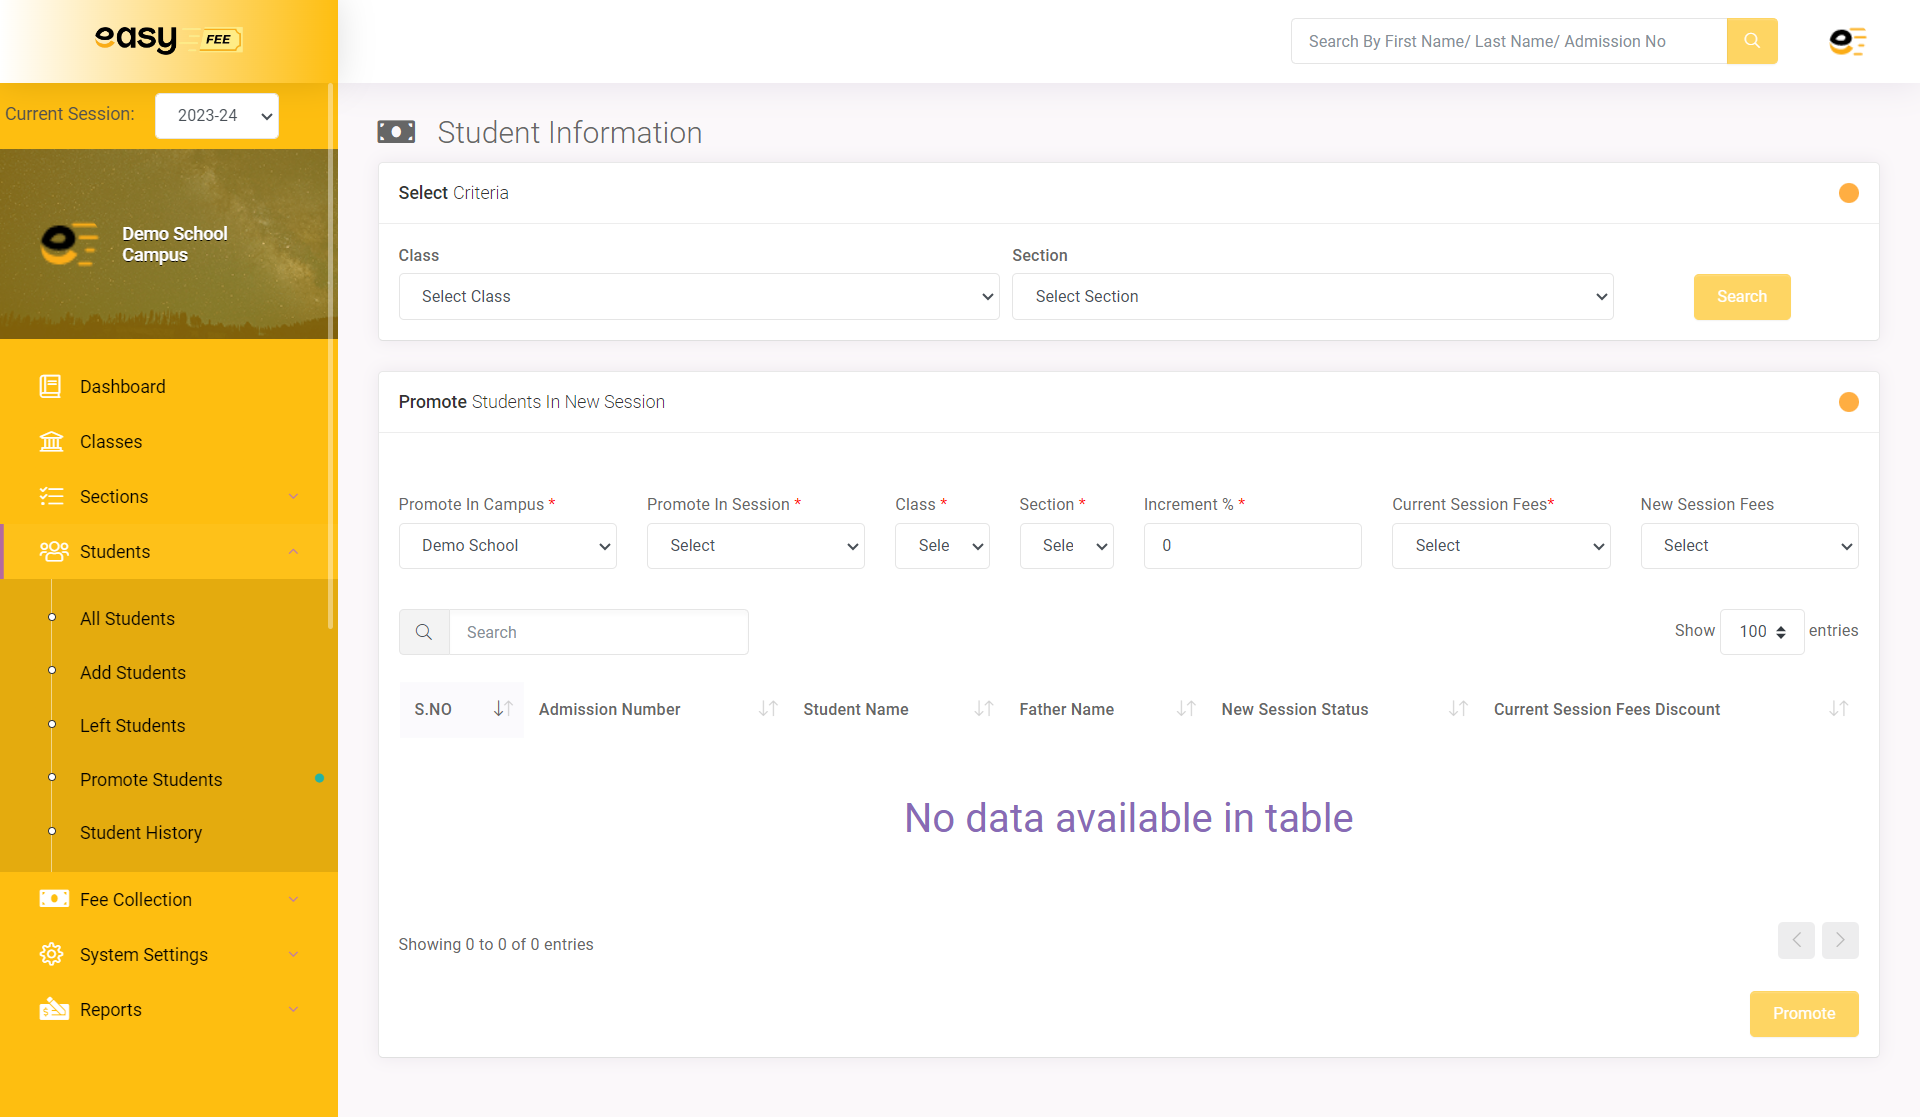 easy FEE
Search By First Name/ Last Name/ Admission No
Current Session: 2023-24
Demo School
Campus
Dashboard
Classes
Sections
Students
All Students
Add Students
Left Students
Promote Students
Student History
Fee Collection
System Settings
Reports
Student Information
Select Criteria
Class Section
Select Class Select Section Search
Promote Students In New Session
Promote In Campus * Promote In Session * Class * Section * Increment % * Current Session Fees* New Session Fees
Demo School Select Sele Sele 0 Select Select
Search Show 100 entries
S.NO Admission Number Student Name Father Name New Session Status Current Session Fees Discount
No data available in table
Showing 0 to 0 of 0 entries
Promote